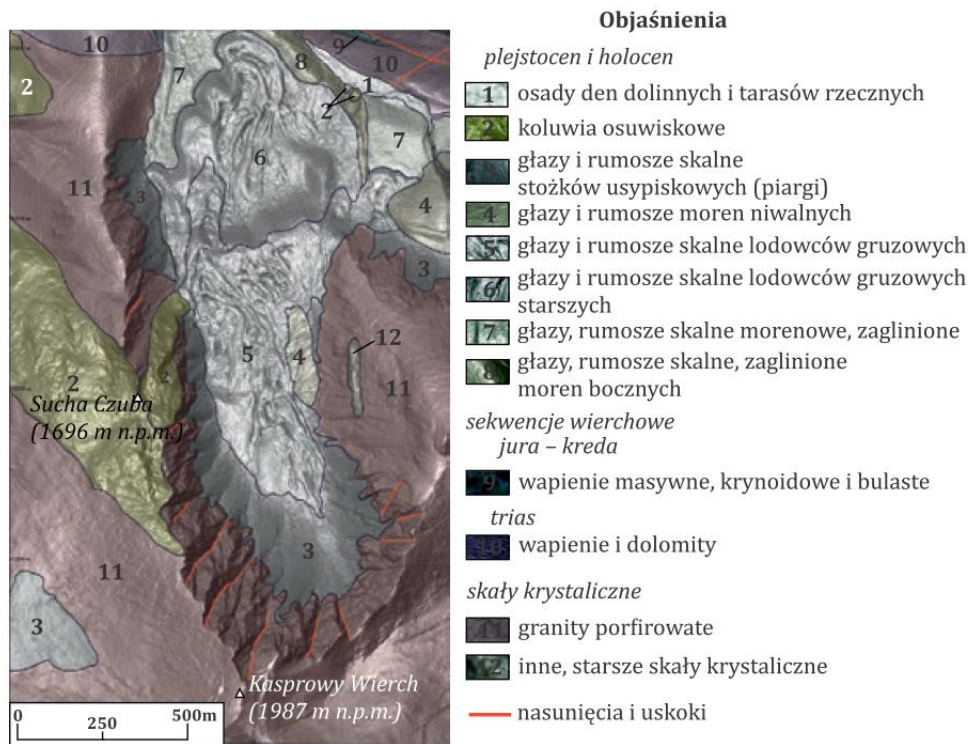 Objaśnienia
plejstocen i holocen
1 osady den dolinnych i tarasów rzecznych
2 koluwia osuwiskowe
głazy i rumosze skalne
stożków usypiskowych (piargi)
4 głazy i rumosze moren niwalnych
5 głazy i rumosze skalne lodowców gruzowych
6 głazy i rumosze skalne lodowców gruzowych
starszych
7 głazy, rumosze skalne morenowe, zaglinione
8 głazy, rumosze skalne, zaglinione
moren bocznych
sekwencje wierchowe
jura – kreda
9 wapienie masywne, krynoidowe i bulaste
trias
10 wapienie i dolomity
skały krystaliczne
11 granity porfirowate
2 inne, starsze skały krystaliczne
nasunięcia i uskoki
10
9
10
7
8
1
2
2
7
6
11
3
4
3
12
5
4
11
2
2
Sucha Czuba
(1696 m n.p.m.)
3
11
3
Kasprowy Wierch
(1987 m n.p.m.)
0 250 500m